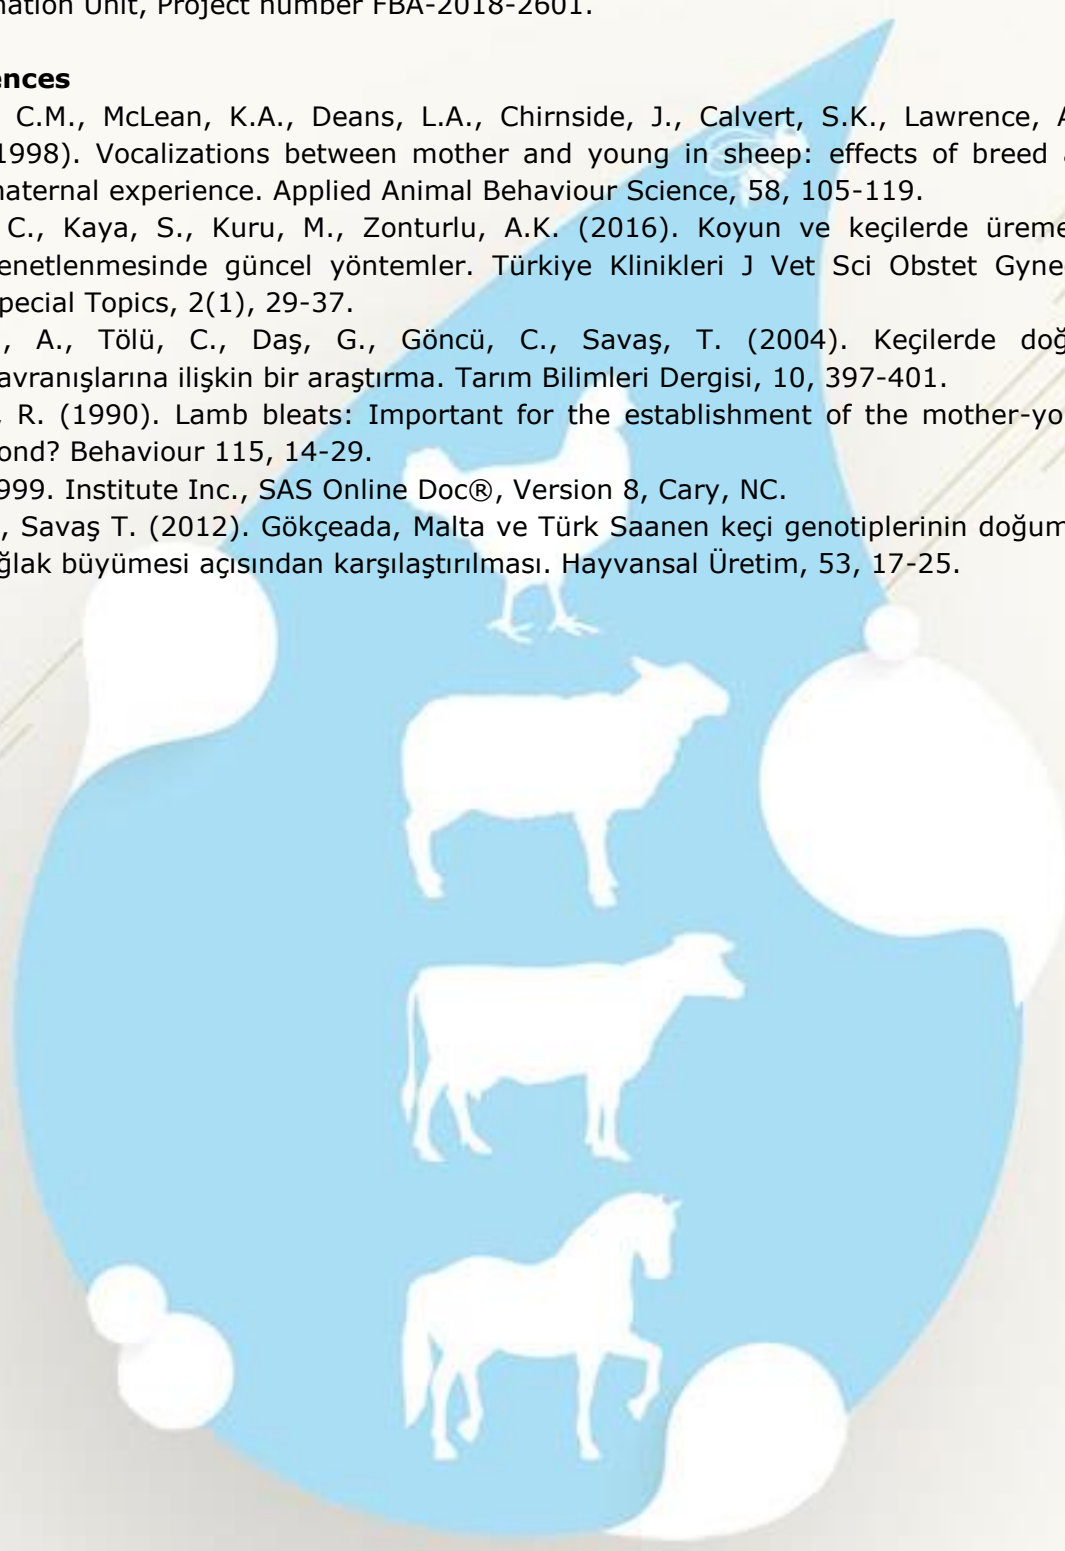 nation Unit, Project number FBA-2018-2601.
ences
C.M., McLean, K.A., Deans, L.A., Chirnside, J., Calvert, S.K., Lawrence, A
1998). Vocalizations between mother and young in sheep: effects of breed a
maternal experience. Applied Animal Behaviour Science, 58, 105-119.
C., Kaya, S., Kuru, M., Zonturlu, A.K. (2016). Koyun ve keçilerde üreme
enetlenmesinde güncel yöntemler. Türkiye Klinikleri J Vet Sci Obstet Gyne
pecial Topics, 2(1), 29-37.
, A., Tölü, C., Daş, G., Göncü, C., Savaş, T. (2004). Keçilerde doğ
avranışlarına ilişkin bir araştırma. Tarım Bilimleri Dergisi, 10, 397-401.
, R. (1990). Lamb bleats: Important for the establishment of the mother-yo
ond? Behaviour 115, 14-29.
999. Institute Inc., SAS Online Doc®, Version 8, Cary, NC.
, Savaş T. (2012). Gökçeada, Malta ve Türk Saanen keçi genotiplerinin doğum
ğlak büyümesi açısından karşılaştırılması. Hayvansal Üretim, 53, 17-25.